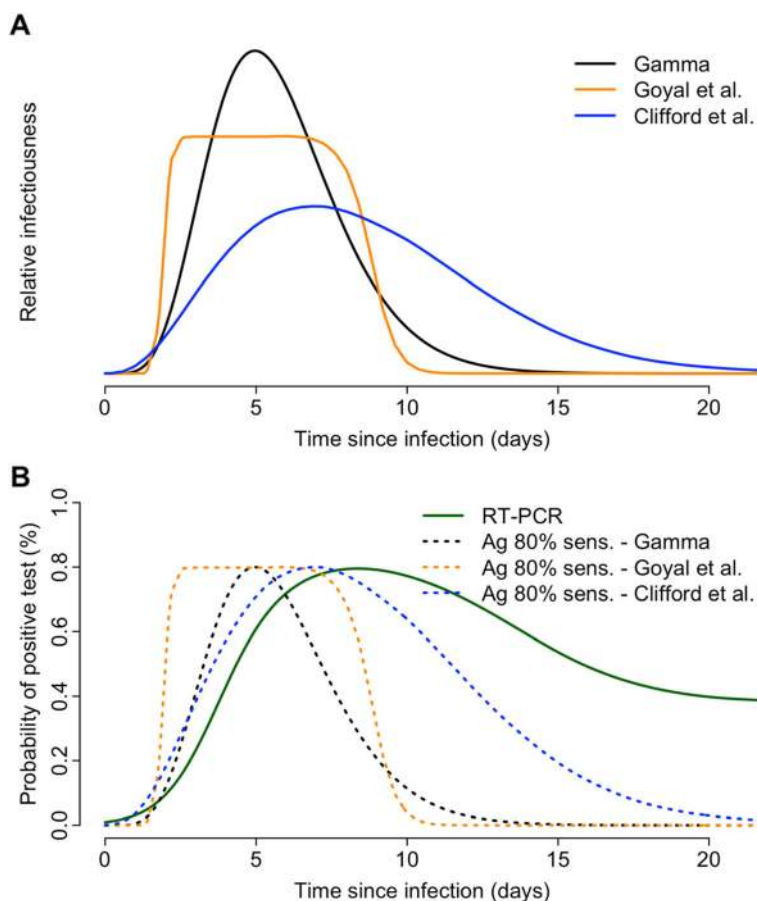 A
Gamma
Goyal et al.
Clifford et al.
Relative infectiousness
0 5 10 15 20
Time since infection (days)
B
1.0
0.8
0.6
0.4
0.2
0.0
Probability of positive test (%)
RT-PCR
Ag 80% sens. - Gamma
Ag 80% sens. - Goyal et al.
Ag 80% sens. - Clifford et al.
0 5 10 15 20
Time since infection (days)